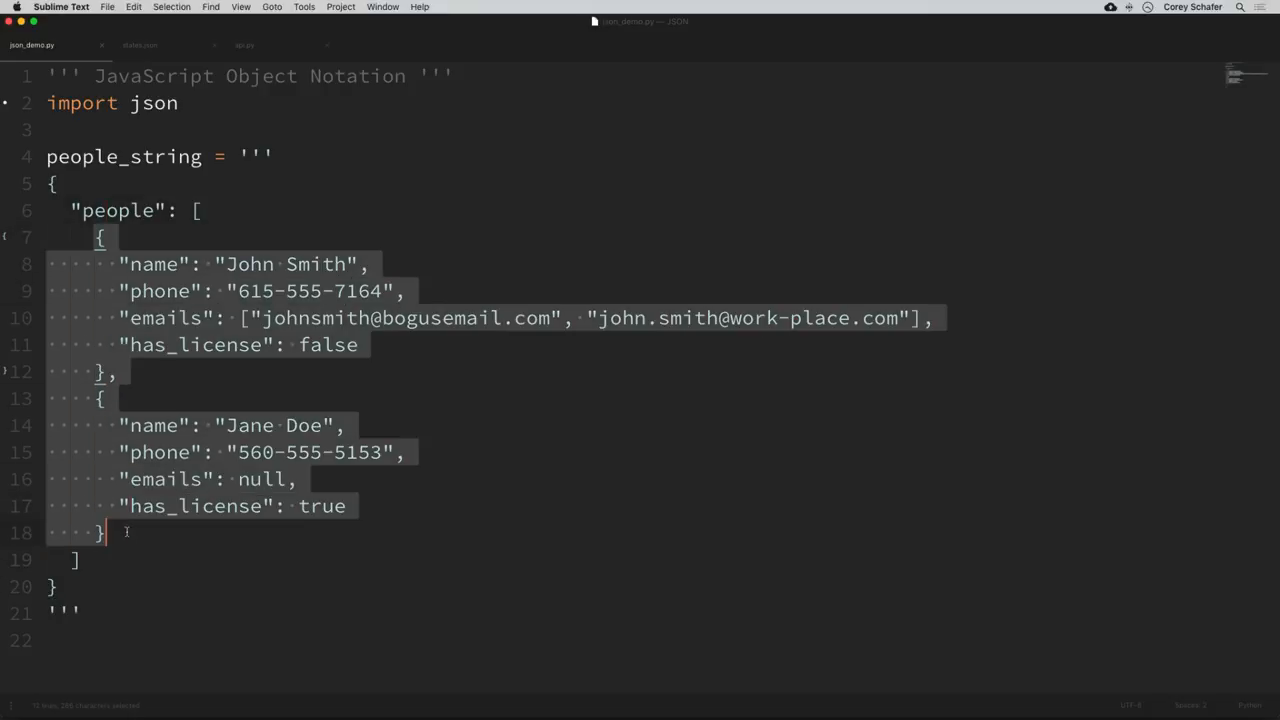 Sublime Text File Edit Selection Find View Goto Tools Project Window Help Corey Schafer
json_demo.py — JSON
json_demo.py states.json api.py
1 ''' JavaScript Object Notation '''
2 import json
3
4 people_string = '''
5 {
6 "people": [
7 {
8 "name": "John Smith",
9 "phone": "615-555-7164",
10 "emails": ["johnsmith@bogusemail.com", "john.smith@work-place.com"],
11 "has_license": false
12 },
13 {
14 "name": "Jane Doe",
15 "phone": "560-555-5153",
16 "emails": null,
17 "has_license": true
18 }
19 ]
20 }
21 '''
22
characters selected UTF-8 Spaces: 2 Python